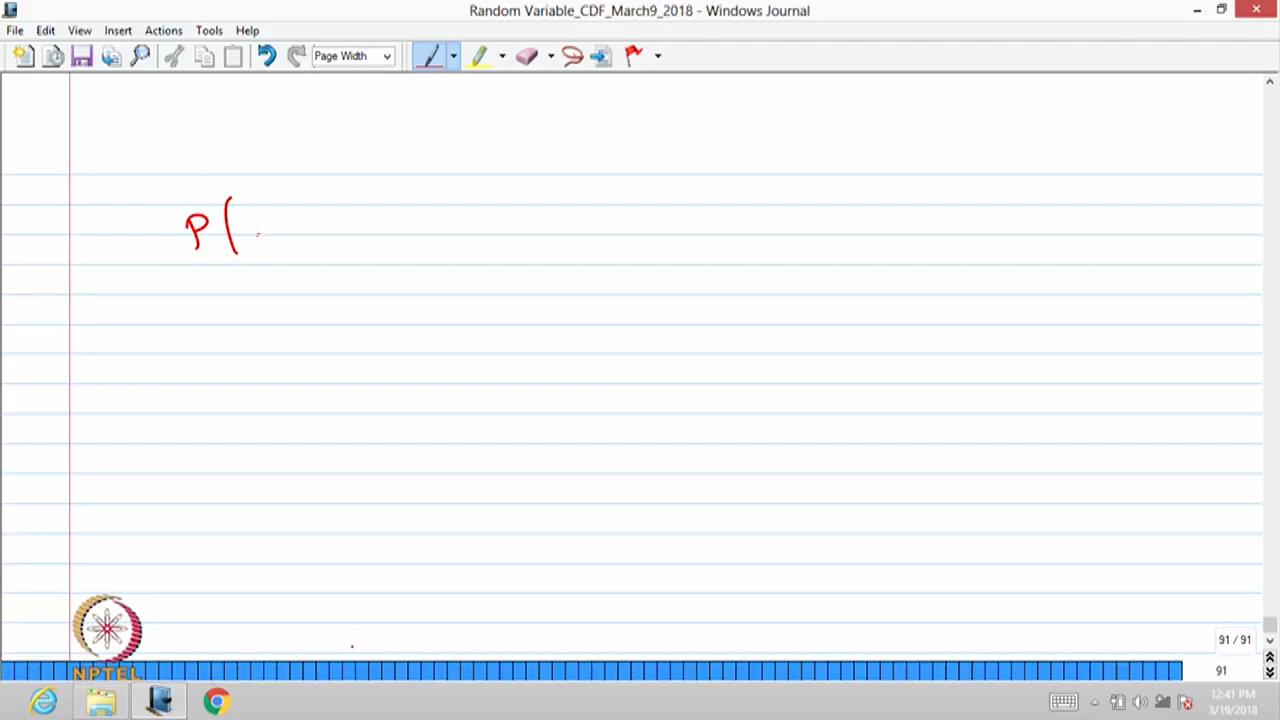 Random Variable_CDF_March9_2018 - Windows Journal
File Edit View Insert Actions Tools Help
Page Width
P(
91 / 91
NPTEL
91
12:41 PM
3/19/2018